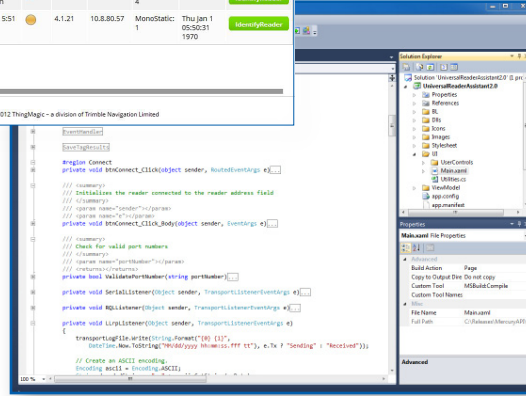 4
IdentifyReader
5:51 4.1.21 10.8.80.57 MonoStatic: 1 Thu Jan 1 05:50:31 1970 IdentifyReader
012 ThingMagic – a division of Trimble Navigation Limited
EventHandler
SaveTagResults
#region Connect
private void btnConnect_Click(object sender, RoutedEventArgs e)...
/// <summary>
/// Initializes the reader connected to the reader address field
/// </summary>
/// <param name="sender"></param>
/// <param name="e"></param>
private void btnConnect_Click_Body(object sender, EventArgs e)...
/// <summary>
/// Check for valid port numbers
/// </summary>
/// <param name="portNumber"></param>
/// <returns></returns>
private bool ValidatePortNumber(string portNumber)...
private void SerialListener(Object sender, TransportListenerEventArgs e)...
private void RQLListener(Object sender, TransportListenerEventArgs e)...
private void LLrpListener(Object sender, TransportListenerEventArgs e)
{
transportLogFile.Write(String.Format("{0} {1}",
DateTime.Now.ToString("MM/dd/yyyy hh:mm:ss.fff tt"), e.Tx ? "Sending" : "Received"));
// Create an ASCII encoding.
Encoding ascii = Encoding.ASCII;
100 %
Solution Explorer
Solution 'UniversalReaderAssistant2.0' (1 proj
UniversalReaderAssistant2.0
Properties
References
BL
Dlls
Icons
Images
Stylesheet
UI
UserControls
Main.xaml
Utilities.cs
ViewModel
app.config
app.manifest
Properties
Main.xaml File Properties
Advanced
Build Action Page
Copy to Output Dire Do not copy
Custom Tool MSBuild:Compile
Custom Tool Names
Misc
File Name Main.xaml
Full Path C:\Releases\MercuryAPI
Advanced